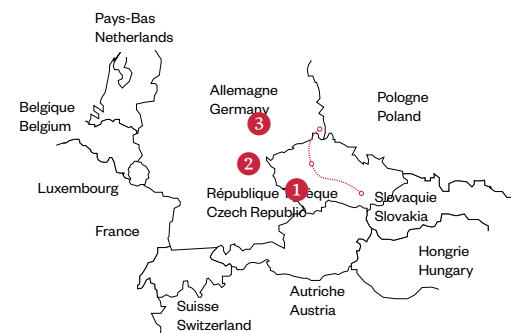 Pays-Bas
Netherlands
Allemagne
Germany
Pologne
Poland
Belgique
Belgium
3
2
Luxembourg
République Tchèque
Czech Republic
1
Slovaquie
Slovakia
France
Hongrie
Hungary
Autriche
Austria
Suisse
Switzerland